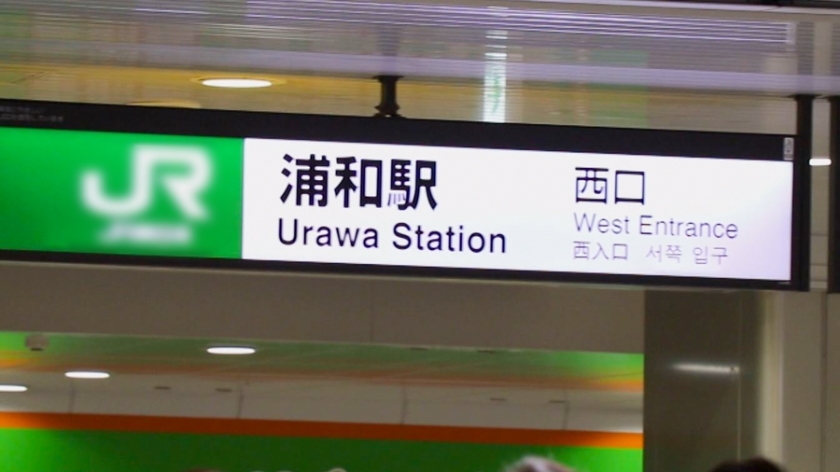 JR
浦和駅
Urawa Station
西口
West Entrance
西入口 서쪽 입구